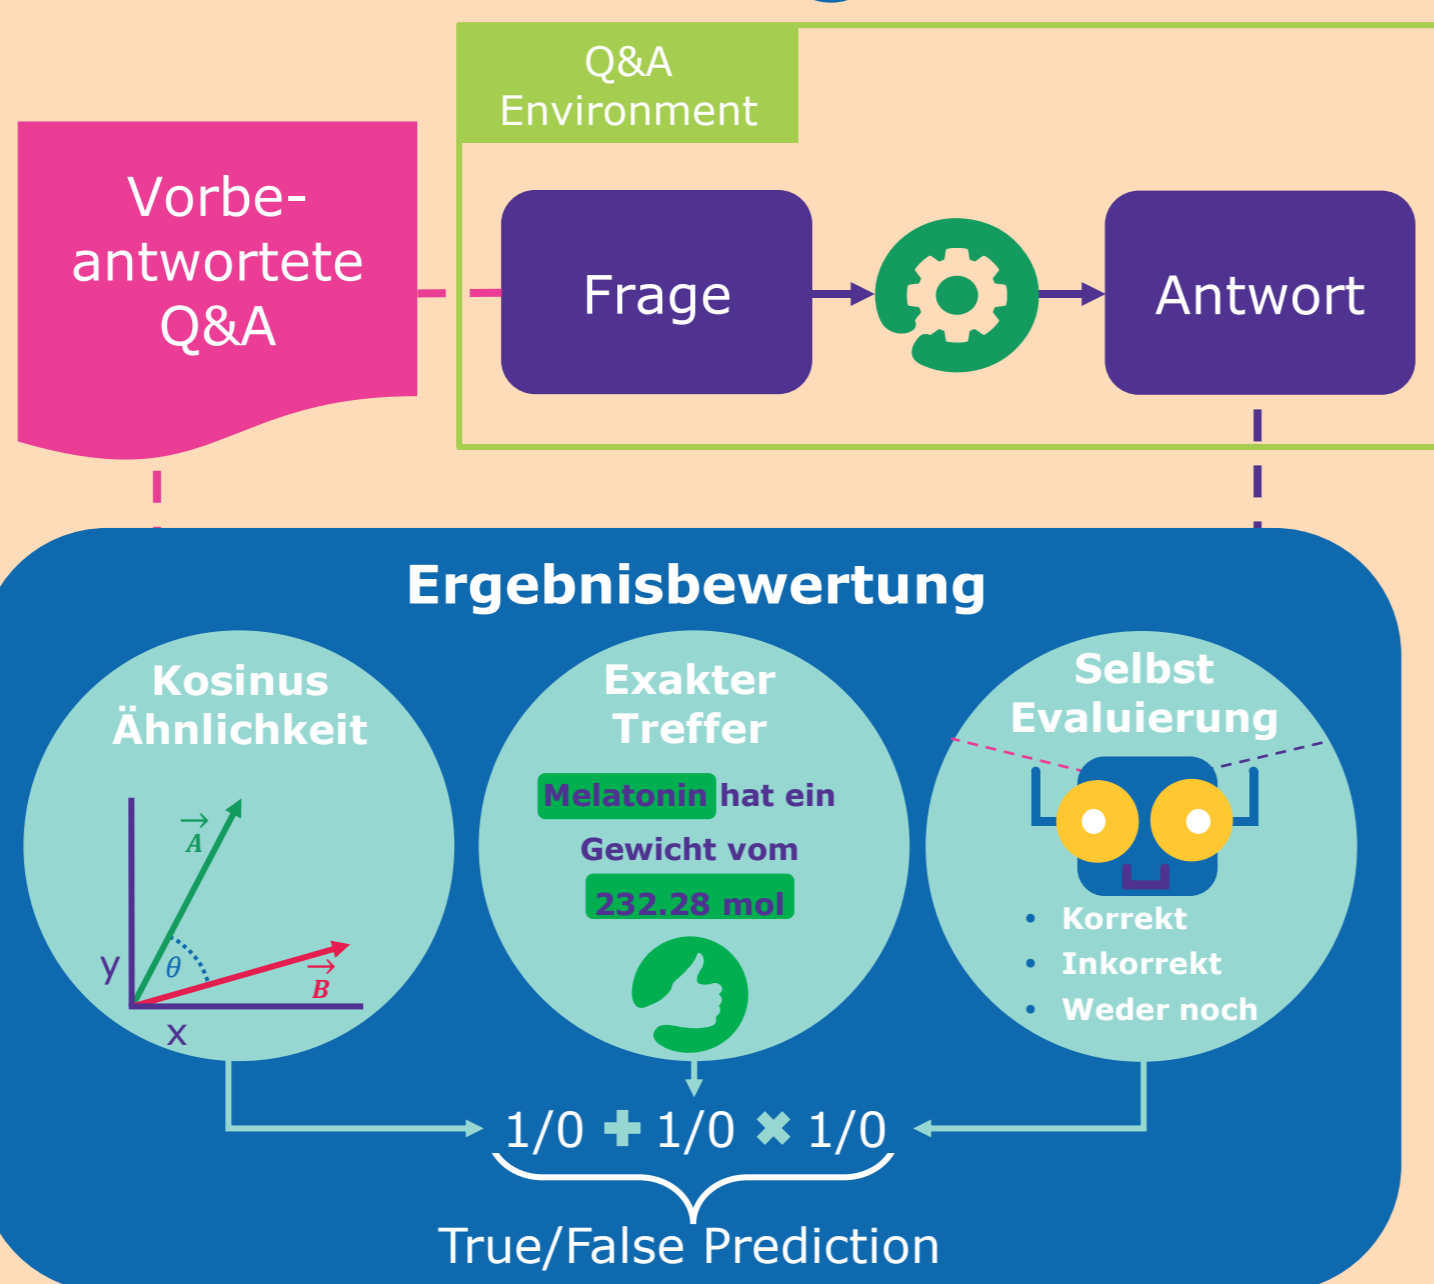 Q&A
Environment
Vorbe-
antwortete
Q&A
Frage
Antwort
Ergebnisbewertung
Kosinus
Ähnlichkeit
A
B
θ
y
x
Exakter
Treffer
Melatonin hat ein
Gewicht vom
232.28 mol
Selbst
Evaluierung
• Korrekt
• Inkorrekt
• Weder noch
1/0 + 1/0 × 1/0
True/False Prediction